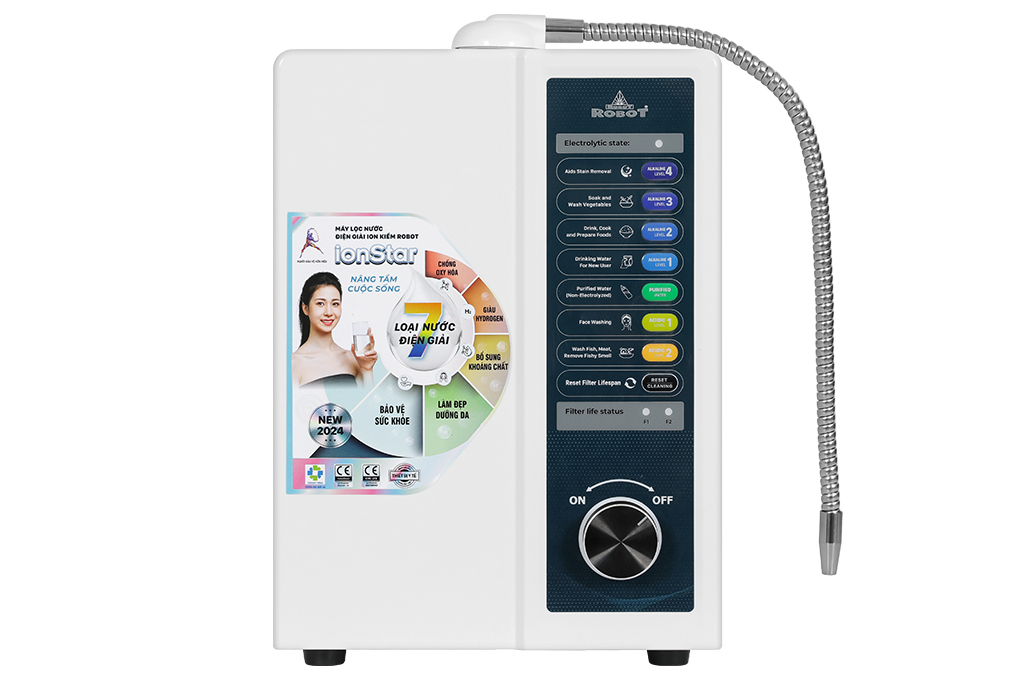 MÁY LỌC NƯỚC
ĐIỆN GIẢI ION KIỀM ROBOT
ionStar
NÂNG TẦM
CUỘC SỐNG
7
LOẠI NƯỚC
ĐIỆN GIẢI
CHỐNG
OXY HÓA
H₂
GIÀU
HYDROGEN
BỔ SUNG
KHOÁNG CHẤT
LÀM ĐẸP
DƯỠNG DA
BẢO VỆ
SỨC KHỎE
NEW
2024
CE
CE
THIẾT BỊ Y TẾ
ROBOT
Electrolytic state:
Aids Stain Removal
ALKALINE
LEVEL 4
Soak and
Wash Vegetables
ALKALINE
LEVEL 3
Drink, Cook
and Prepare Foods
ALKALINE
LEVEL 2
Drinking Water
For New User
ALKALINE
LEVEL 1
Purified Water
(Non-Electrolyzed)
PURIFIED
WATER
Face Washing
ACIDIC
LEVEL 1
Wash Fish, Meet,
Remove Fishy Smell
ACIDIC
LEVEL 2
Reset Filter Lifespan
RESET
CLEANING
Filter life status
F1
F2
ON
OFF